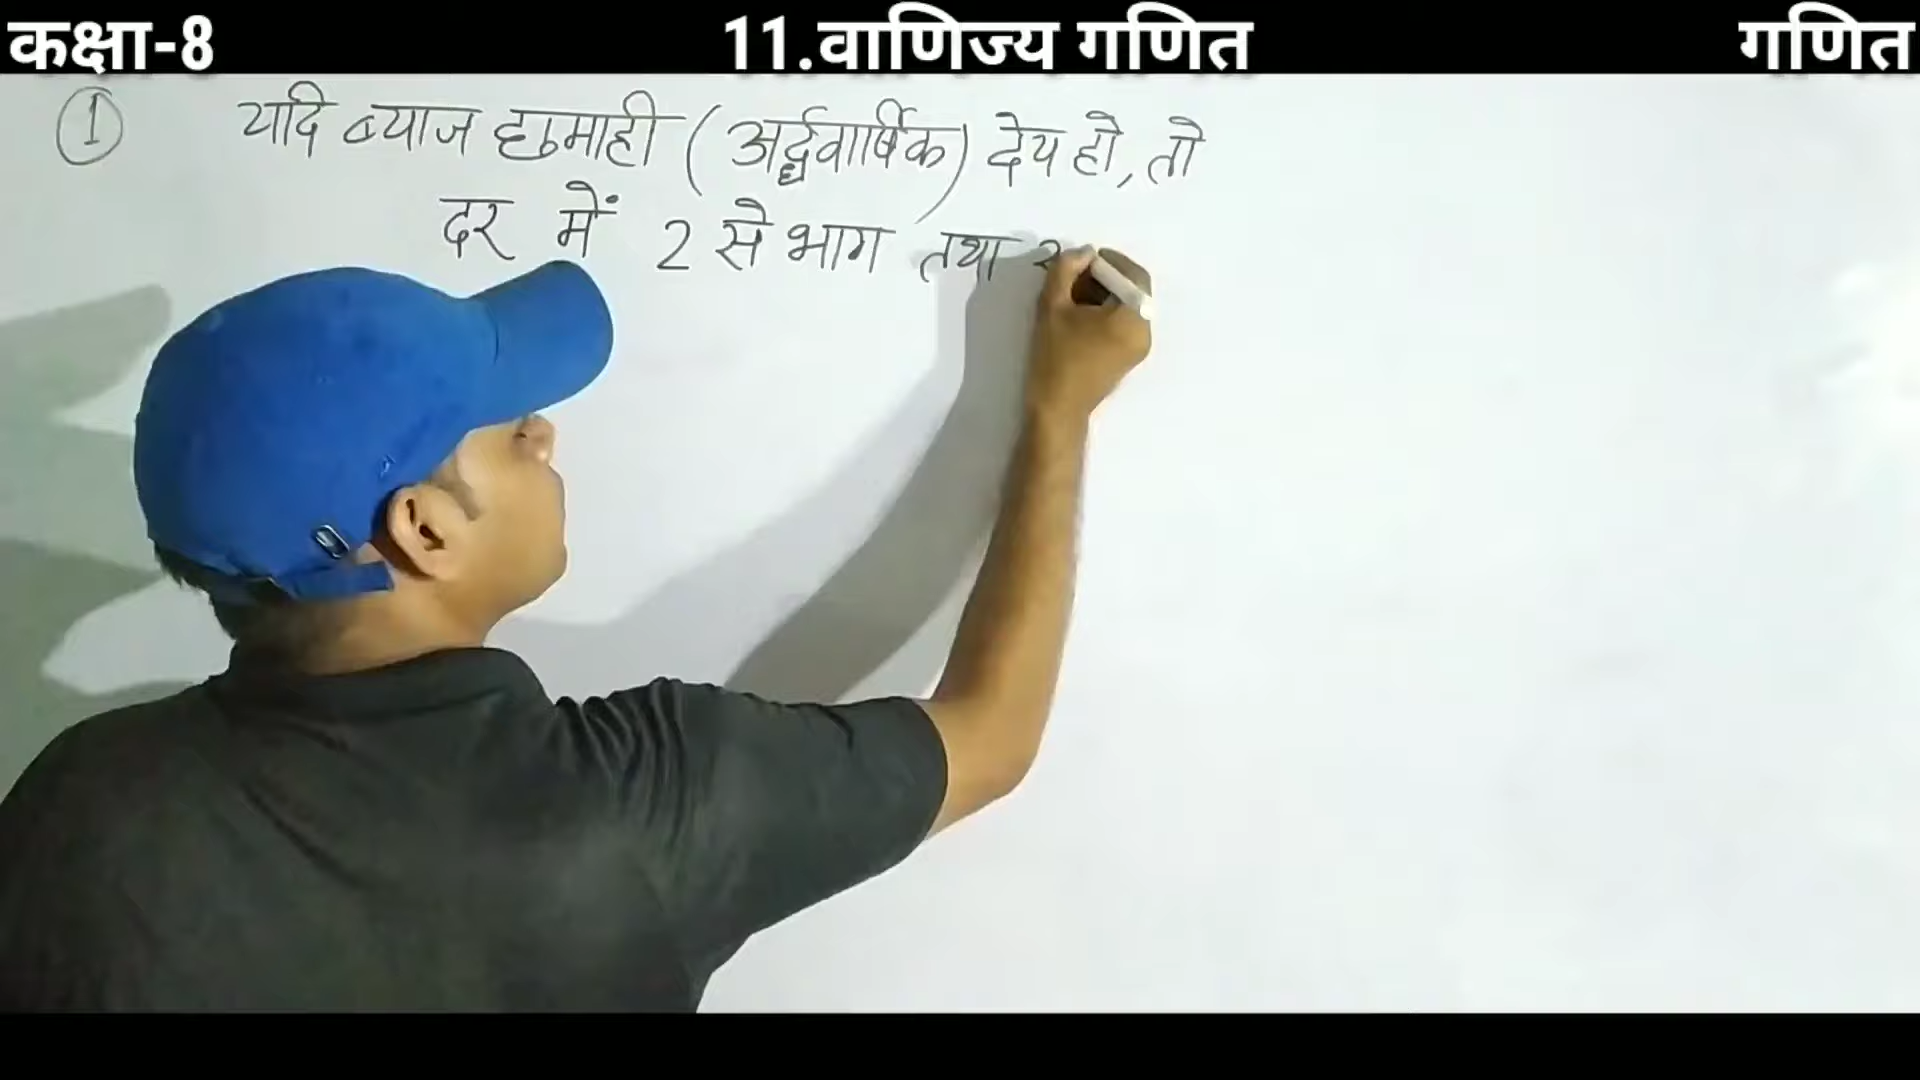 कक्षा-8
11.वाणिज्य गणित
गणित
1 यदि ब्याज छमाही (अर्द्धवार्षिक) देय हो, तो
दर में 2 से भाग तथा